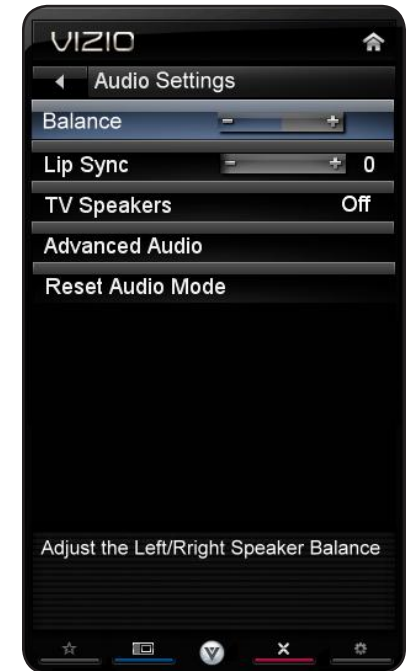 VIZIO
Audio Settings
Balance - +
Lip Sync - + 0
TV Speakers Off
Advanced Audio
Reset Audio Mode
Adjust the Left/Rright Speaker Balance
V